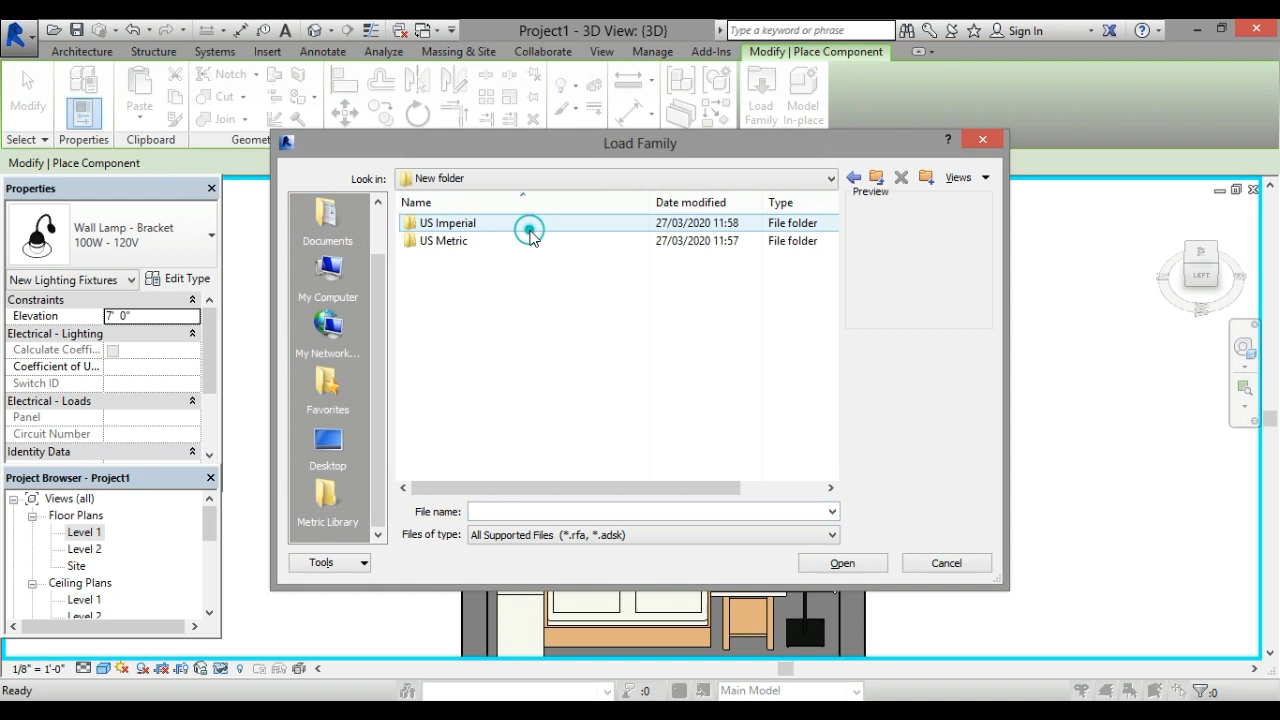 Project1 - 3D View: {3D}
Type a keyword or phrase
Sign In
Architecture
Structure
Systems
Insert
Annotate
Analyze
Massing & Site
Collaborate
View
Manage
Add-Ins
Modify | Place Component
Modify
Paste
Notch
Cut
Join
Load
Family
Model
In-place
Select
Properties
Clipboard
Geomet
Modify | Place Component
Properties
Wall Lamp - Bracket
100W - 120V
New Lighting Fixtures
Edit Type
Constraints
Elevation
7' 0"
Electrical - Lighting
Calculate Coeffi...
Coefficient of U...
Switch ID
Electrical - Loads
Panel
Circuit Number
Identity Data
Project Browser - Project1
Views (all)
Floor Plans
Level 1
Level 2
Site
Ceiling Plans
Level 1
Level 2
Load Family
Look in:
New folder
Views
Preview
Name
Date modified
Type
US Imperial
27/03/2020 11:58
File folder
US Metric
27/03/2020 11:57
File folder
Documents
My Computer
My Network...
Favorites
Desktop
Metric Library
File name:
Files of type:
All Supported Files (*.rfa, *.adsk)
Tools
Open
Cancel
LEFT
1/8" = 1'-0"
Ready
:0
Main Model
:0